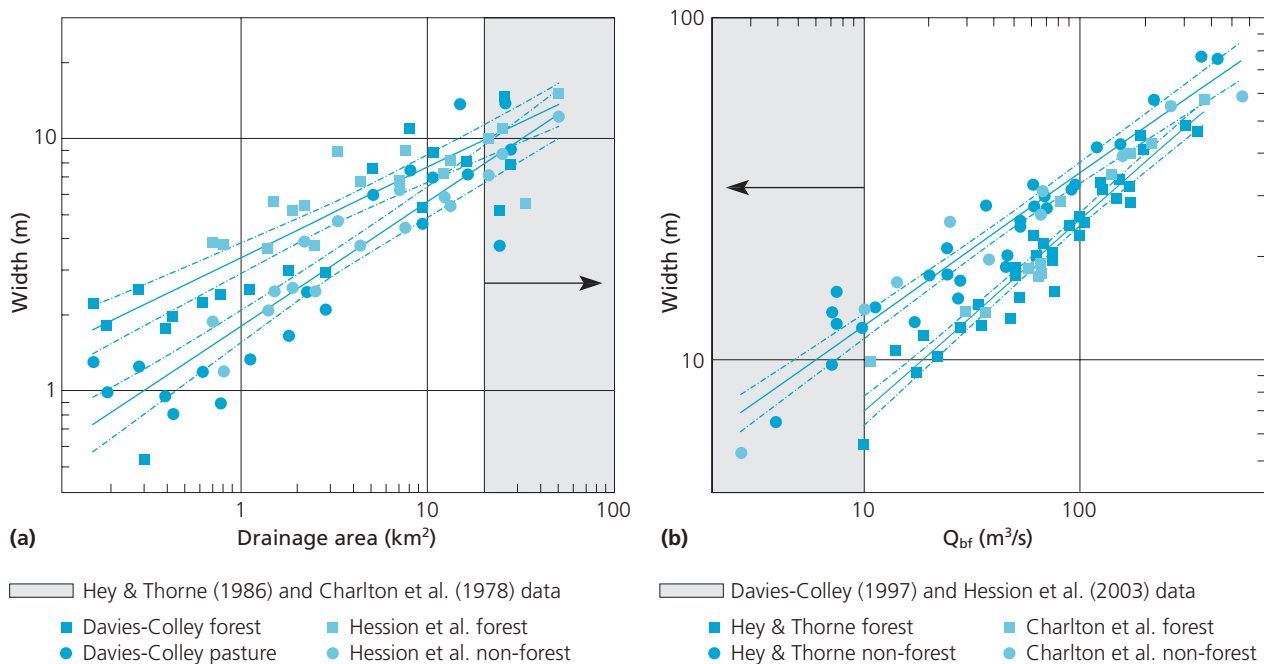 10
1
Width (m)
1
10
100
(a)
Drainage area (km²)
Hey & Thorne (1986) and Charlton et al. (1978) data
Davies-Colley forest
Hession et al. forest
Davies-Colley pasture
Hession et al. non-forest
100
10
Width (m)
10
100
(b)
Q_bf (m³/s)
Davies-Colley (1997) and Hession et al. (2003) data
Hey & Thorne forest
Charlton et al. forest
Hey & Thorne non-forest
Charlton et al. non-forest